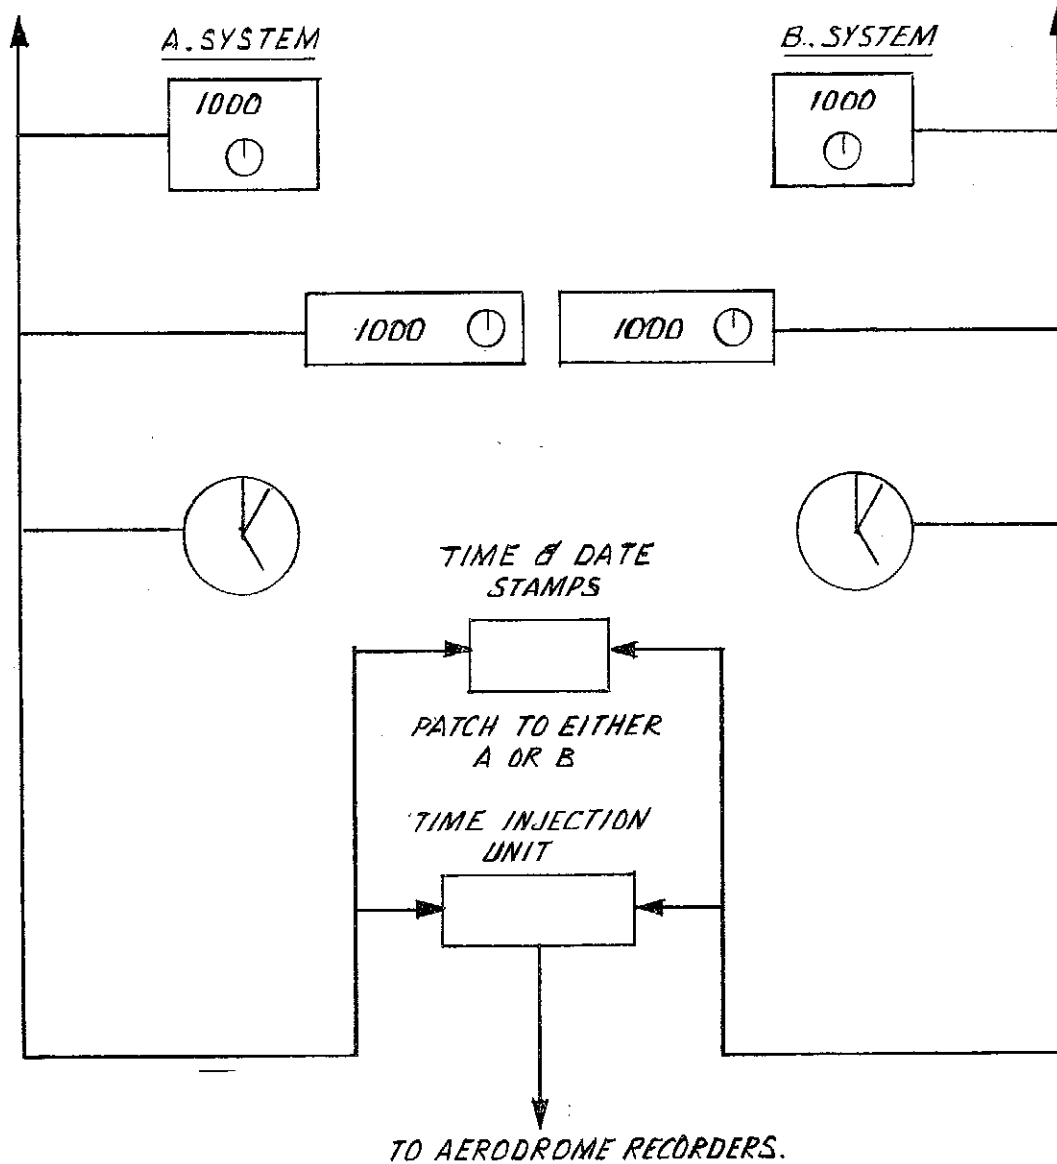 A. SYSTEM
B. SYSTEM
1000
1000
1000
1000
TIME & DATE
STAMPS
PATCH TO EITHER
A OR B
TIME INJECTION
UNIT
TO AERODROME RECORDERS.